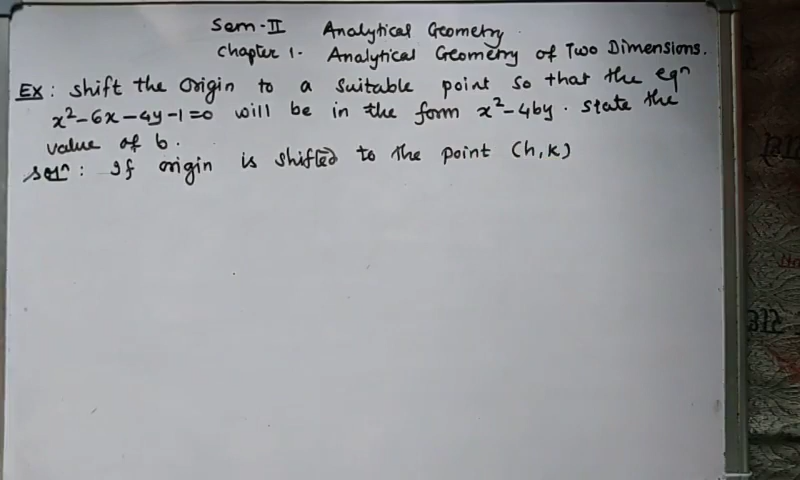 Sem-II Analytical Geometry.
Chapter 1. Analytical Geometry of Two Dimensions.
Ex: Shift the Origin to a suitable point so that the eqⁿ
x²-6x-4y-1=0 will be in the form x²-4by. State the
value of b.
solⁿ: If origin is shifted to the point (h,k)